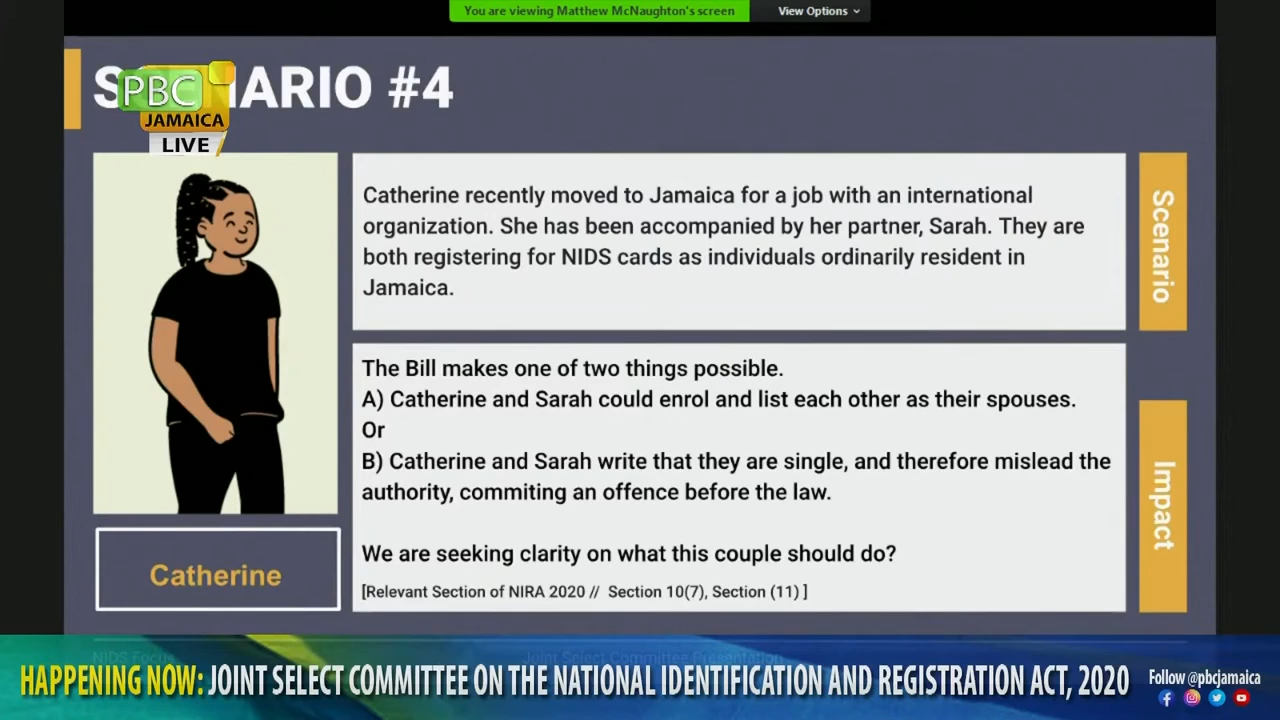 You are viewing Matthew McNaughton's screen
View Options
ARIO #4
PBC
JAMAICA
LIVE
Catherine recently moved to Jamaica for a job with an international
organization. She has been accompanied by her partner, Sarah. They are
both registering for NIDS cards as individuals ordinarily resident in
Jamaica.
Scenario
The Bill makes one of two things possible.
A) Catherine and Sarah could enrol and list each other as their spouses.
Or
B) Catherine and Sarah write that they are single, and therefore mislead the
authority, commiting an offence before the law.
We are seeking clarity on what this couple should do?
[Relevant Section of NIRA 2020 // Section 10(7), Section (11) ]
Impact
Catherine
NIDS Focus
Joint Select Committee Presentation
HAPPENING NOW: JOINT SELECT COMMITTEE ON THE NATIONAL IDENTIFICATION AND REGISTRATION ACT, 2020
Follow @pbcjamaica